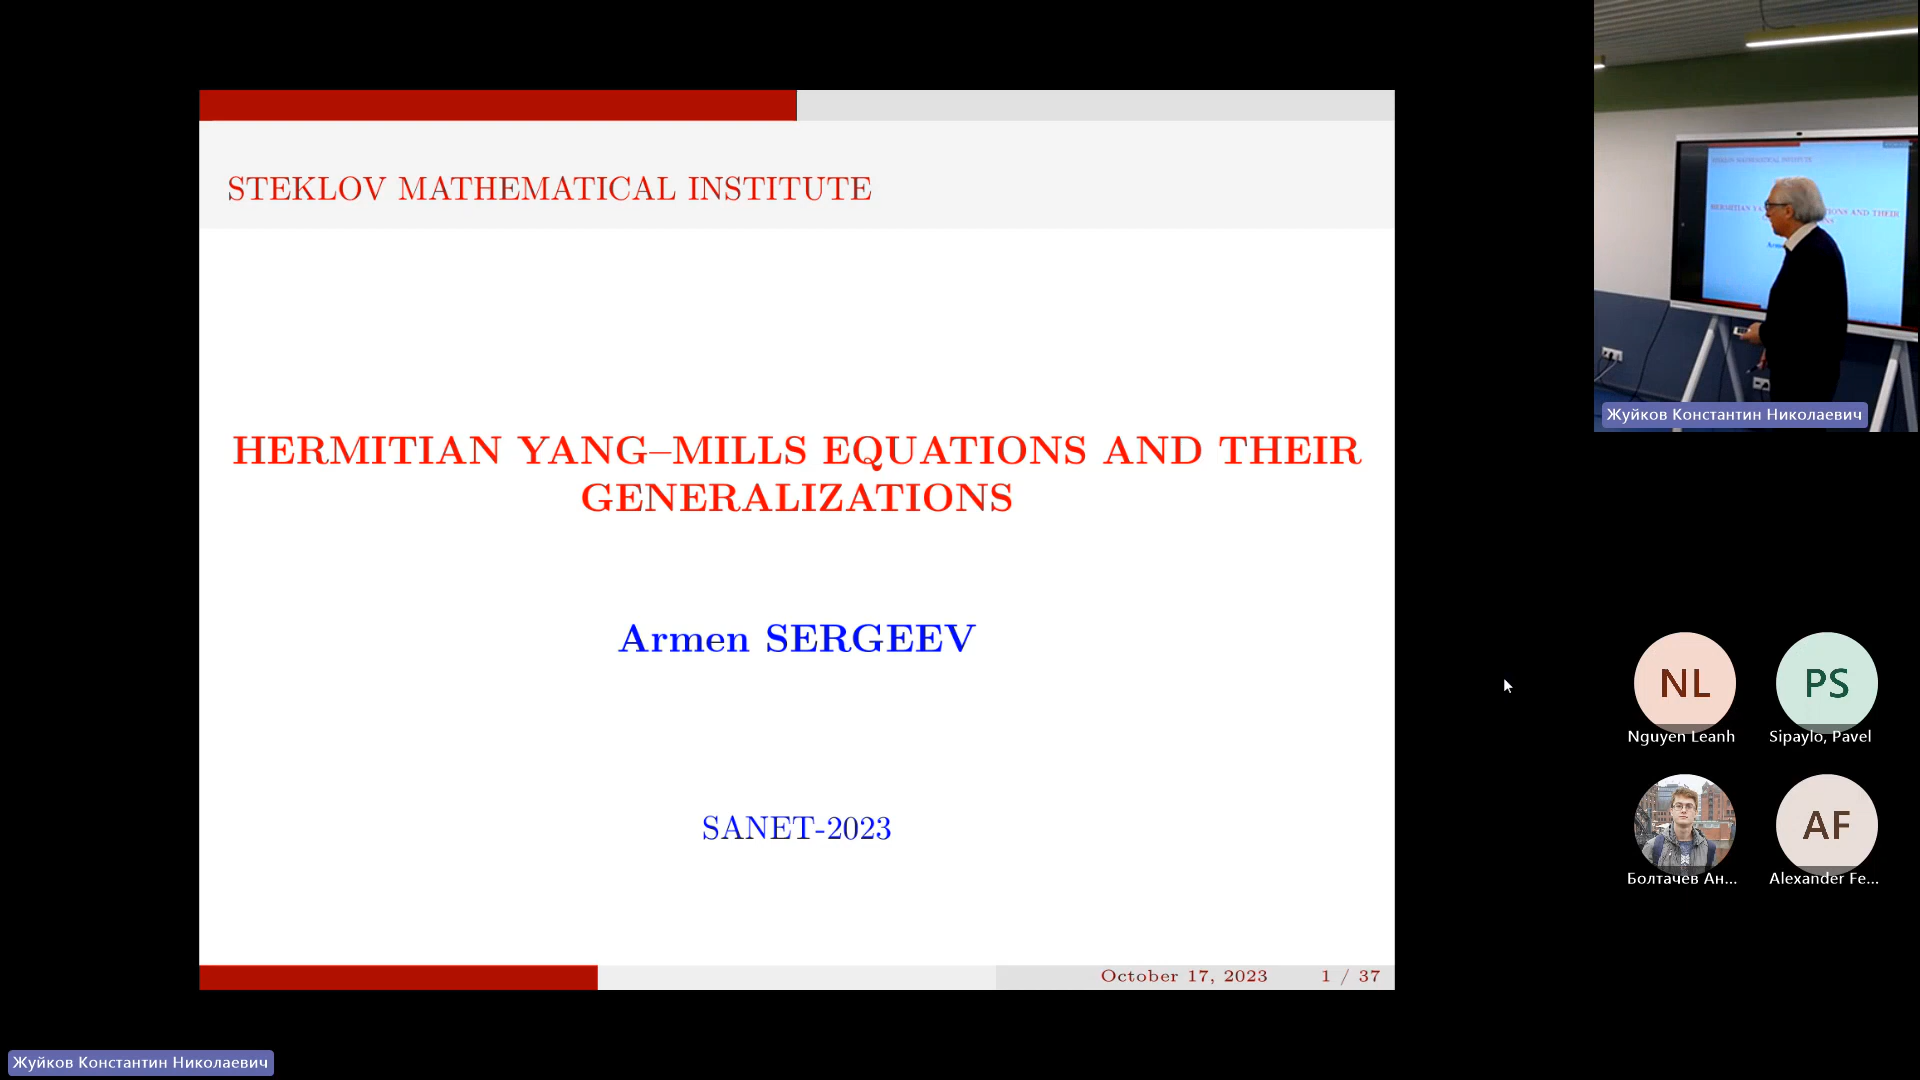 STEKLOV MATHEMATICAL INSTITUTE
HERMITIAN YANG–MILLS EQUATIONS AND THEIR
GENERALIZATIONS
Armen SERGEEV
SANET-2023
October 17, 2023 1 / 37
Жуйков Константин Николаевич
NL
PS
Nguyen Leanh
Sipaylo, Pavel
AF
Болтачев Ан...
Alexander Fe...
Жуйков Константин Николаевич